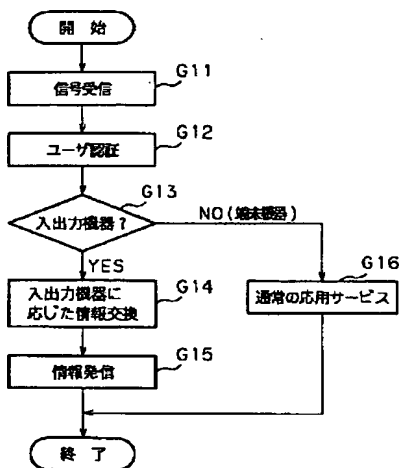 開 始
G11
信号受信
G12
ユーザ認証
G13
入出力機器？
NO(端末機器)
YES
G14
入出力機器に
応じた情報交換
G16
通常の応用サービス
G15
情報発信
終 了